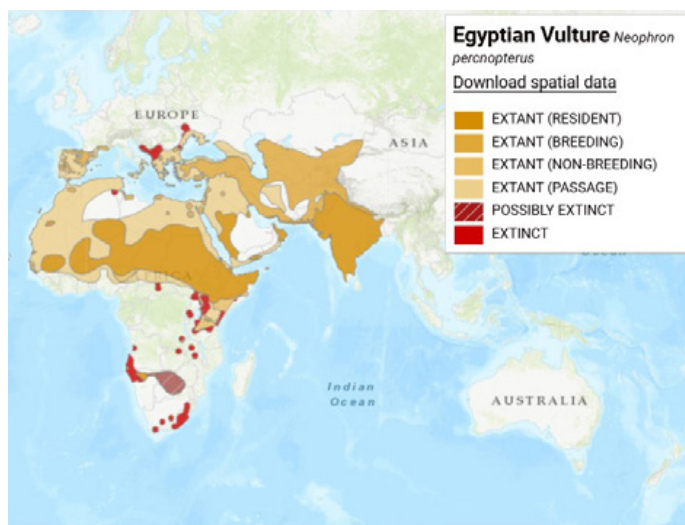 Egyptian Vulture Neophron
percnopterus
Download spatial data
EXTANT (RESIDENT)
EXTANT (BREEDING)
EXTANT (NON-BREEDING)
EXTANT (PASSAGE)
POSSIBLY EXTINCT
EXTINCT
EUROPE
ASIA
Indian
Ocean
AUSTRALIA